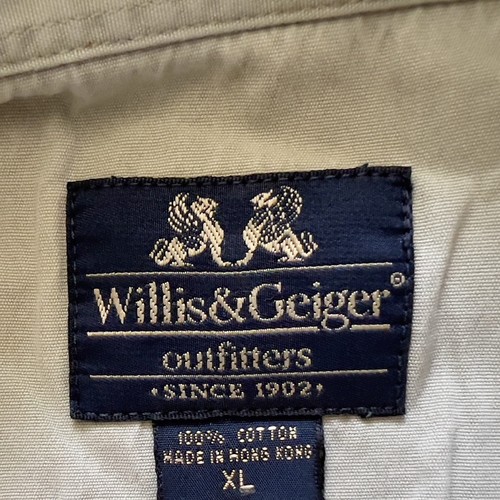 Willis&Geiger®
outfitters
•SINCE 1902•
100% COTTON
MADE IN HONG KONG
XL